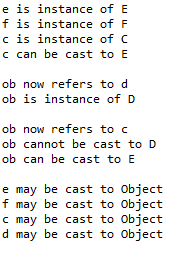 e is instance of E
f is instance of F
c is instance of C
c can be cast to E

ob now refers to d
ob is instance of D

ob now refers to c
ob cannot be cast to D
ob can be cast to E

e may be cast to Object
f may be cast to Object
c may be cast to Object
d may be cast to Object